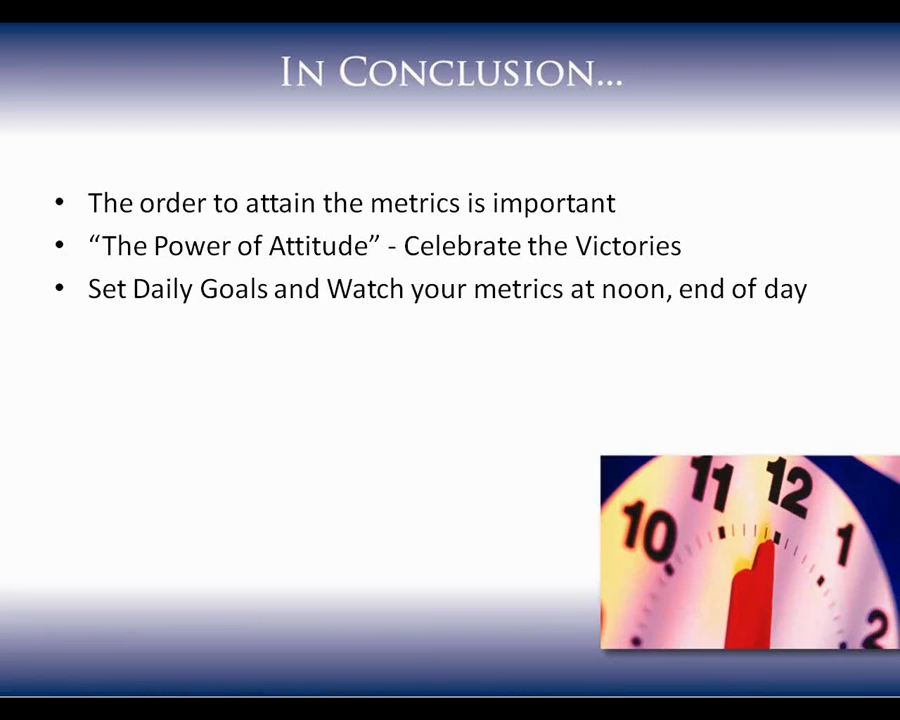 In Conclusion...
• The order to attain the metrics is important
• “The Power of Attitude” - Celebrate the Victories
• Set Daily Goals and Watch your metrics at noon, end of day
10 11 12 1 2